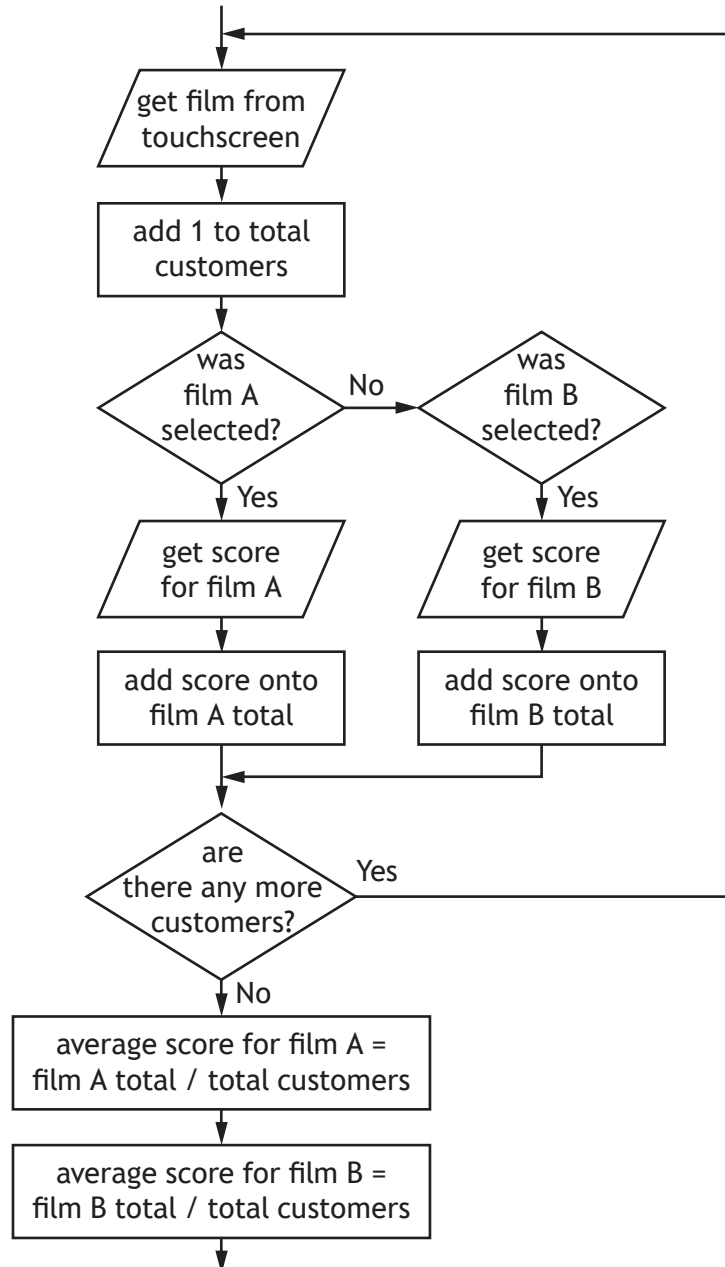 get film from
touchscreen
add 1 to total
customers
was
film A
selected?
No
was
film B
selected?
Yes
Yes
get score
for film A
get score
for film B
add score onto
film A total
add score onto
film B total
are
there any more
customers?
Yes
No
average score for film A =
film A total / total customers
average score for film B =
film B total / total customers